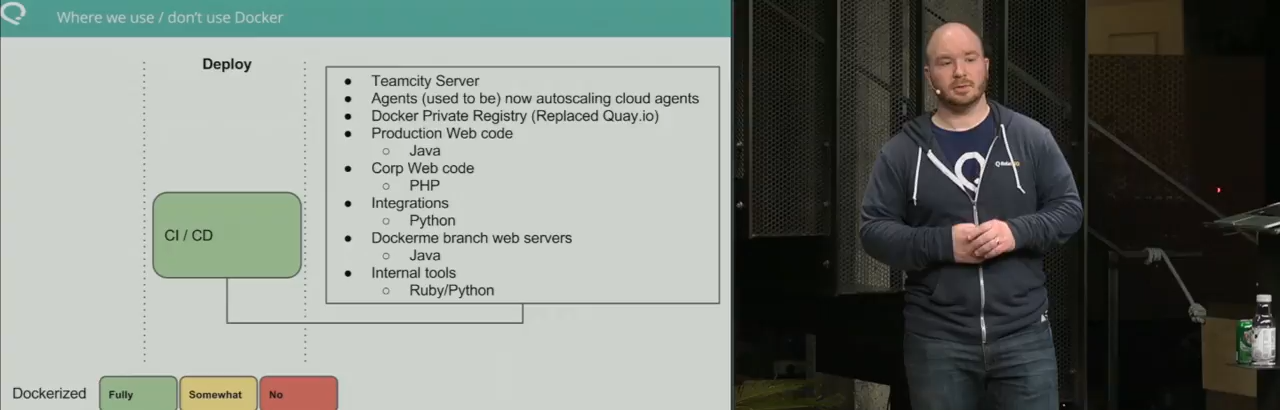 Where we use / don't use Docker
Deploy
CI / CD
● Teamcity Server
● Agents (used to be) now autoscaling cloud agents
● Docker Private Registry (Replaced Quay.io)
● Production Web code
○ Java
● Corp Web code
○ PHP
● Integrations
○ Python
● Dockerme branch web servers
○ Java
● Internal tools
○ Ruby/Python
Dockerized
Fully
Somewhat
No